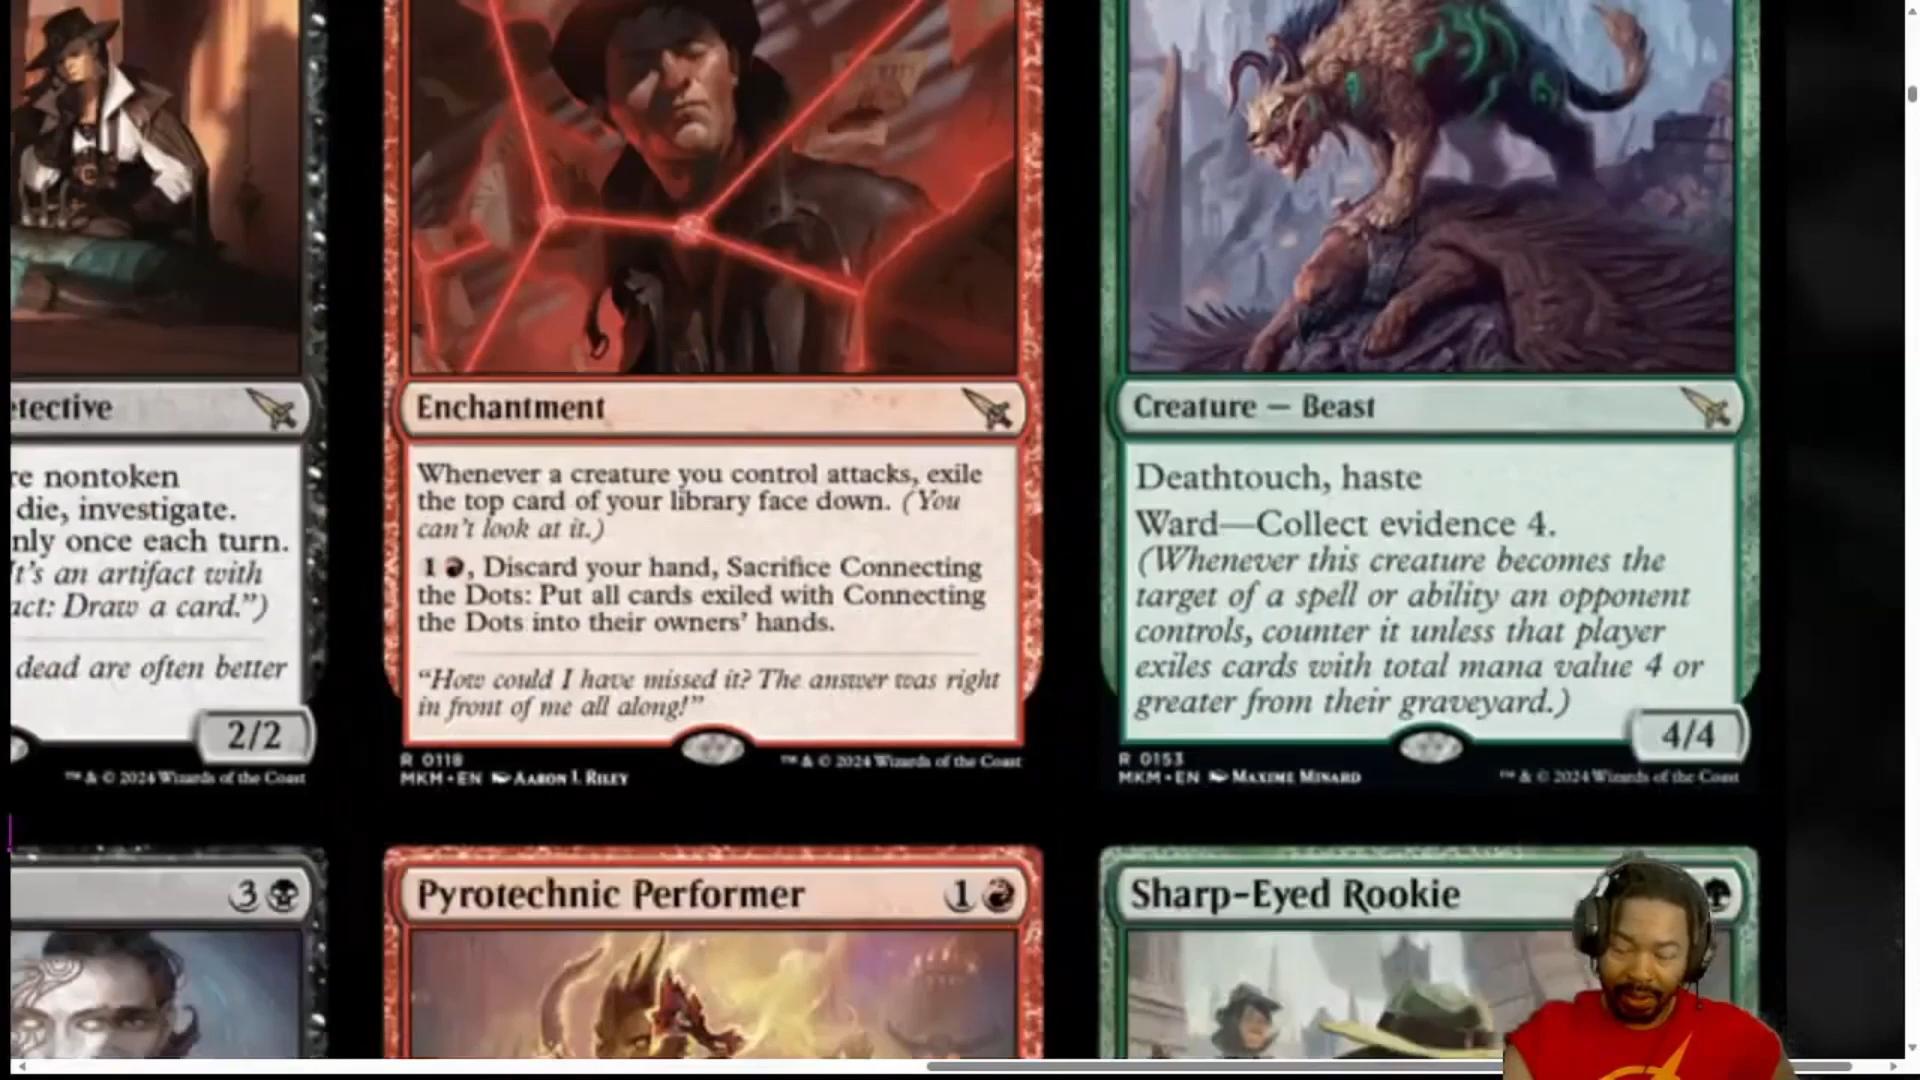 tective
re nontoken
die, investigate.
nly once each turn.
t's an artifact with
act: Draw a card.")
dead are often better
2/2
™ & © 2024 Wizards of the Coast
3
Enchantment
Whenever a creature you control attacks, exile
the top card of your library face down. (You
can't look at it.)
1 , Discard your hand, Sacrifice Connecting
the Dots: Put all cards exiled with Connecting
the Dots into their owners' hands.
"How could I have missed it? The answer was right
in front of me all along!"
R 0118
MKM • EN Aaron J. Riley
™ & © 2024 Wizards of the Coast
Pyrotechnic Performer 1
Creature — Beast
Deathtouch, haste
Ward—Collect evidence 4.
(Whenever this creature becomes the
target of a spell or ability an opponent
controls, counter it unless that player
exiles cards with total mana value 4 or
greater from their graveyard.)
4/4
R 0153
MKM • EN Maxime Minard
™ & © 2024 Wizards of the Coast
Sharp-Eyed Rookie